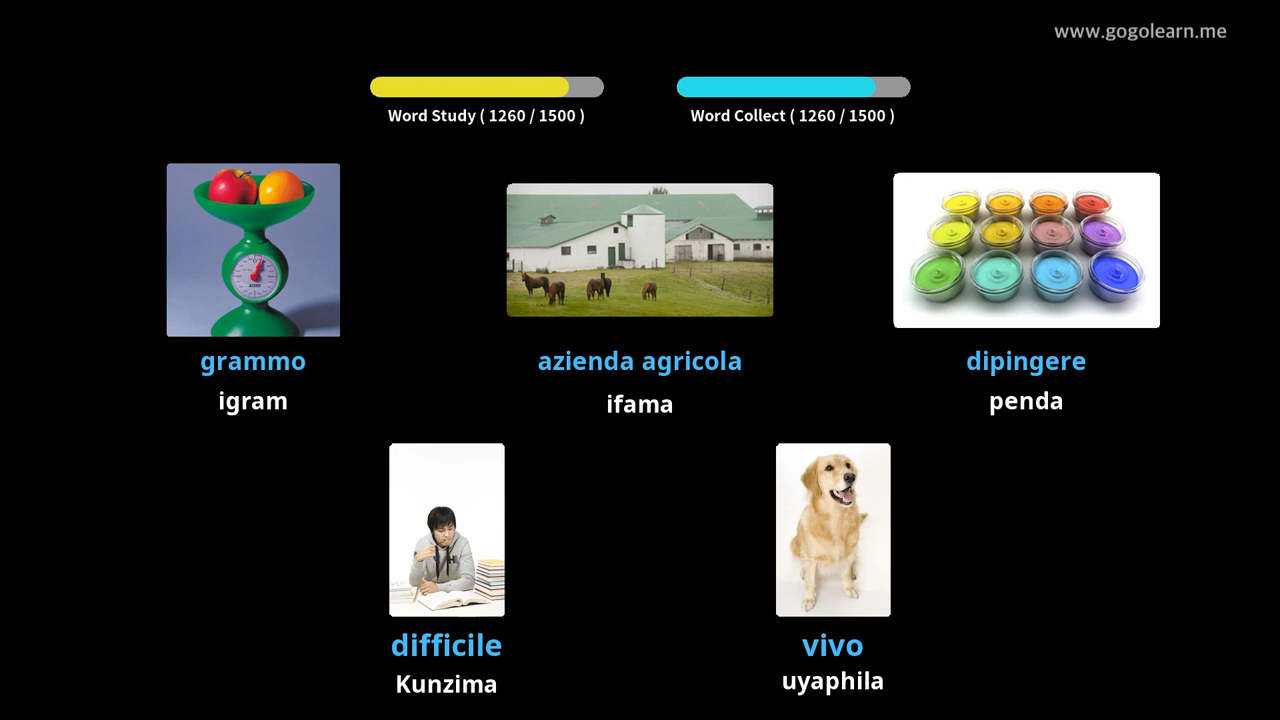 www.gogolearn.me
Word Study ( 1260 / 1500 )
Word Collect ( 1260 / 1500 )
grammo
igram
azienda agricola
ifama
dipingere
penda
difficile
Kunzima
vivo
uyaphila